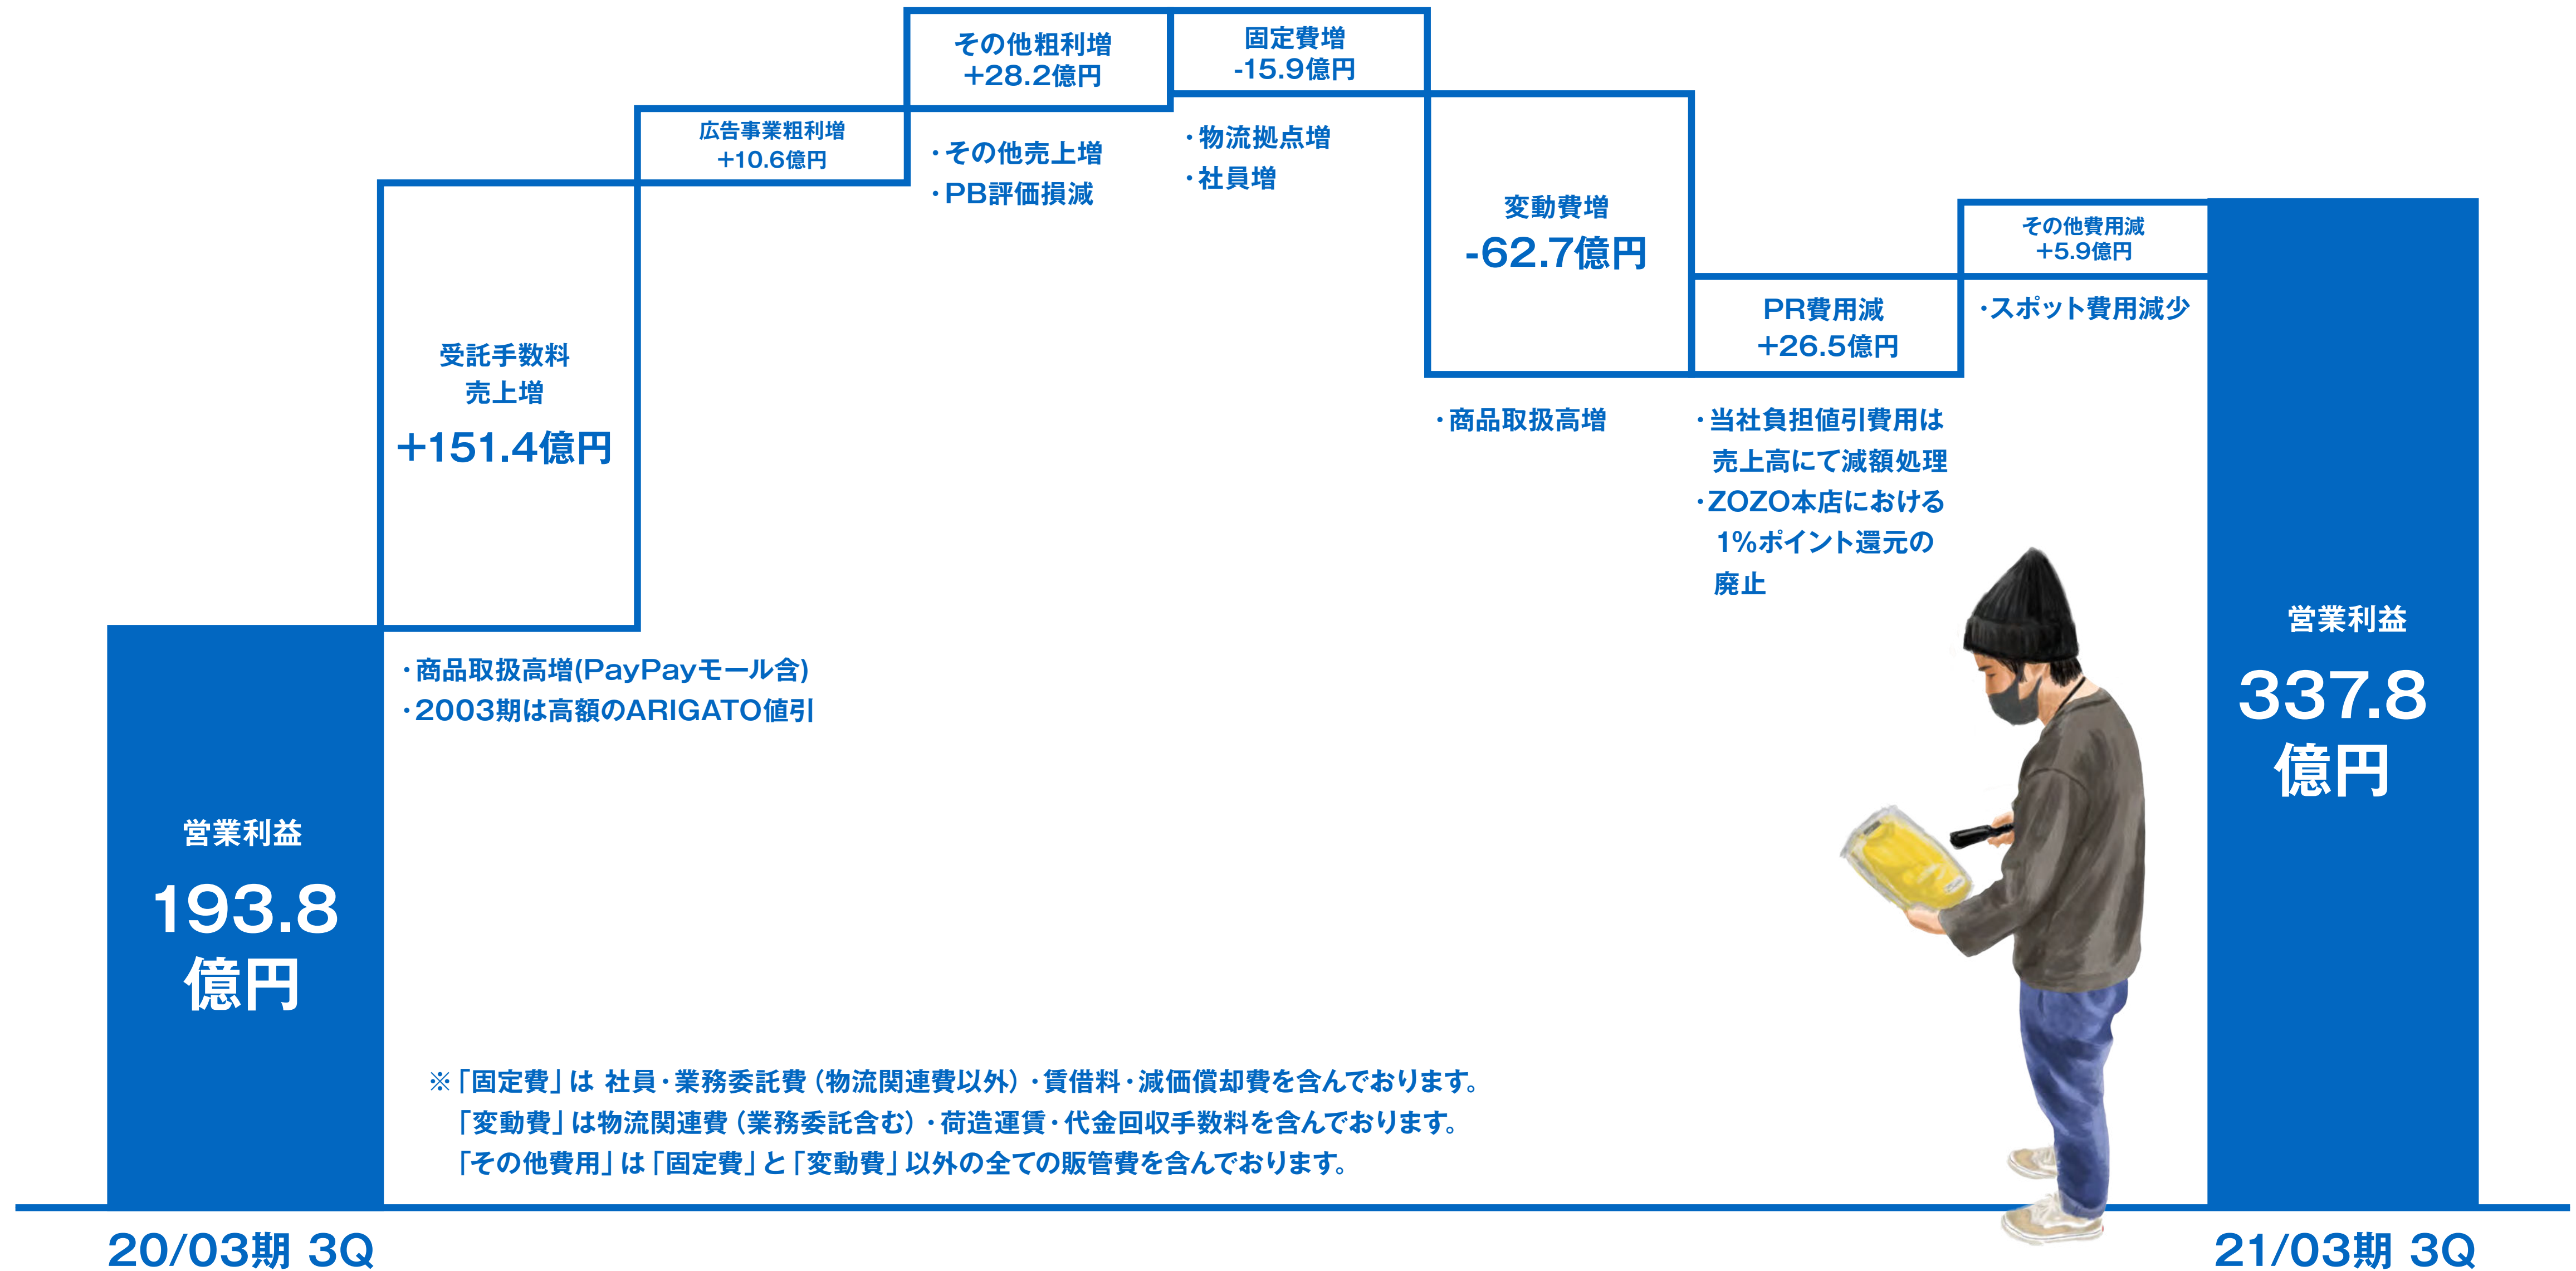 その他粗利増
+28.2億円
固定費増
-15.9億円
広告事業粗利増
+10.6億円
・その他売上増
・PB評価損減
・物流拠点増
・社員増
変動費増
-62.7億円
その他費用減
+5.9億円
PR費用減
+26.5億円
・スポット費用減少
受託手数料
売上増
+151.4億円
・商品取扱高増
・当社負担値引費用は
売上高にて減額処理
・ZOZO本店における
1%ポイント還元の
廃止
・商品取扱高増(PayPayモール含)
・2003期は高額のARIGATO値引
営業利益
193.8
億円
営業利益
337.8
億円
※「固定費」は 社員・業務委託費（物流関連費以外）・賃借料・減価償却費を含んでおります。
「変動費」は物流関連費（業務委託含む）・荷造運賃・代金回収手数料を含んでおります。
「その他費用」は「固定費」と「変動費」以外の全ての販管費を含んでおります。
20/03期 3Q
21/03期 3Q